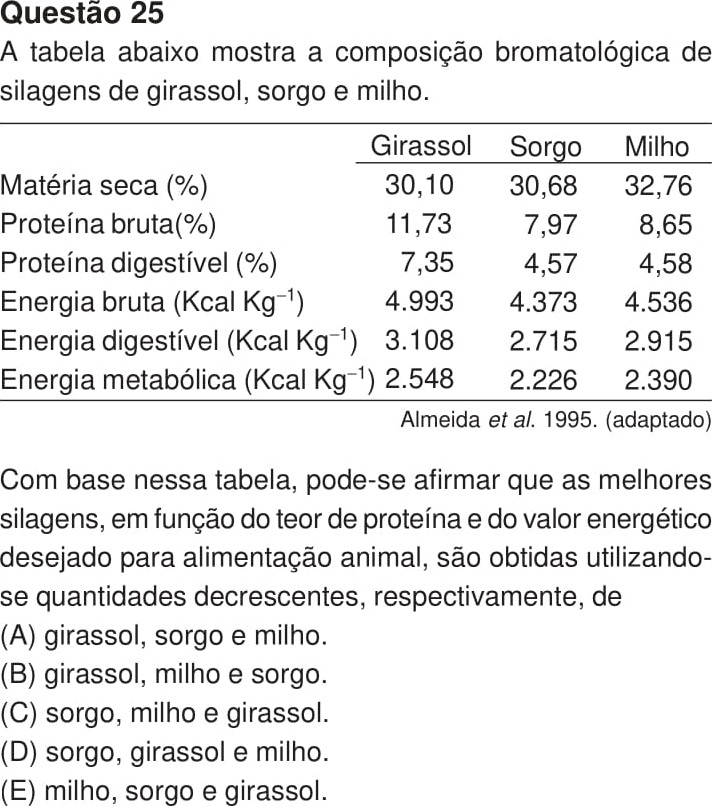 Questão 25
A tabela abaixo mostra a composição bromatológica de
silagens de girassol, sorgo e milho.
Girassol Sorgo Milho
Matéria seca (%) 30,10 30,68 32,76
Proteína bruta(%) 11,73 7,97 8,65
Proteína digestível (%) 7,35 4,57 4,58
Energia bruta (Kcal Kg⁻¹) 4.993 4.373 4.536
Energia digestível (Kcal Kg⁻¹) 3.108 2.715 2.915
Energia metabólica (Kcal Kg⁻¹) 2.548 2.226 2.390
Almeida et al. 1995. (adaptado)
Com base nessa tabela, pode-se afirmar que as melhores
silagens, em função do teor de proteína e do valor energético
desejado para alimentação animal, são obtidas utilizando-
se quantidades decrescentes, respectivamente, de
(A) girassol, sorgo e milho.
(B) girassol, milho e sorgo.
(C) sorgo, milho e girassol.
(D) sorgo, girassol e milho.
(E) milho, sorgo e girassol.